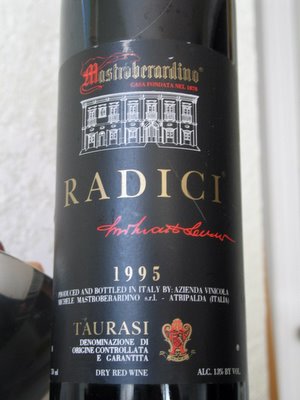 Mastroberardino®
CASA FONDATA NEL 1878
RADICI®
1995
PRODUCED AND BOTTLED IN ITALY BY: AZIENDA VINICOLA
MICHELE MASTROBERARDINO s.r.l. - ATRIPALDA (ITALIA)
TAURASI
DENOMINAZIONE DI
ORIGINE CONTROLLATA
E GARANTITA
DRY RED WINE
ALC. 13% BY VOL.